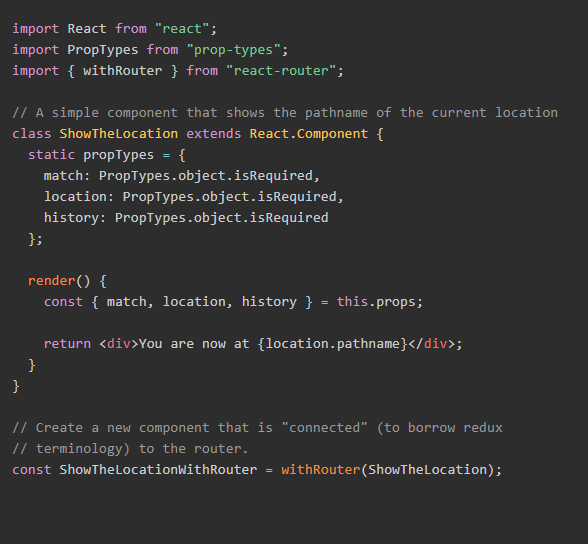 import React from "react";
import PropTypes from "prop-types";
import { withRouter } from "react-router";

// A simple component that shows the pathname of the current location
class ShowTheLocation extends React.Component {
  static propTypes = {
    match: PropTypes.object.isRequired,
    location: PropTypes.object.isRequired,
    history: PropTypes.object.isRequired
  };

  render() {
    const { match, location, history } = this.props;

    return <div>You are now at {location.pathname}</div>;
  }
}

// Create a new component that is "connected" (to borrow redux
// terminology) to the router.
const ShowTheLocationWithRouter = withRouter(ShowTheLocation);